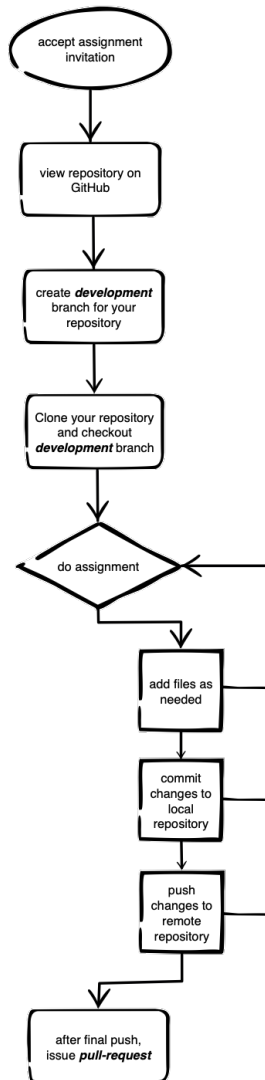 accept assignment
invitation
view repository on
GitHub
create development
branch for your
repository
Clone your repository
and checkout
development branch
do assignment
add files as
needed
commit
changes to
local
repository
push
changes to
remote
repository
after final push,
issue pull-request